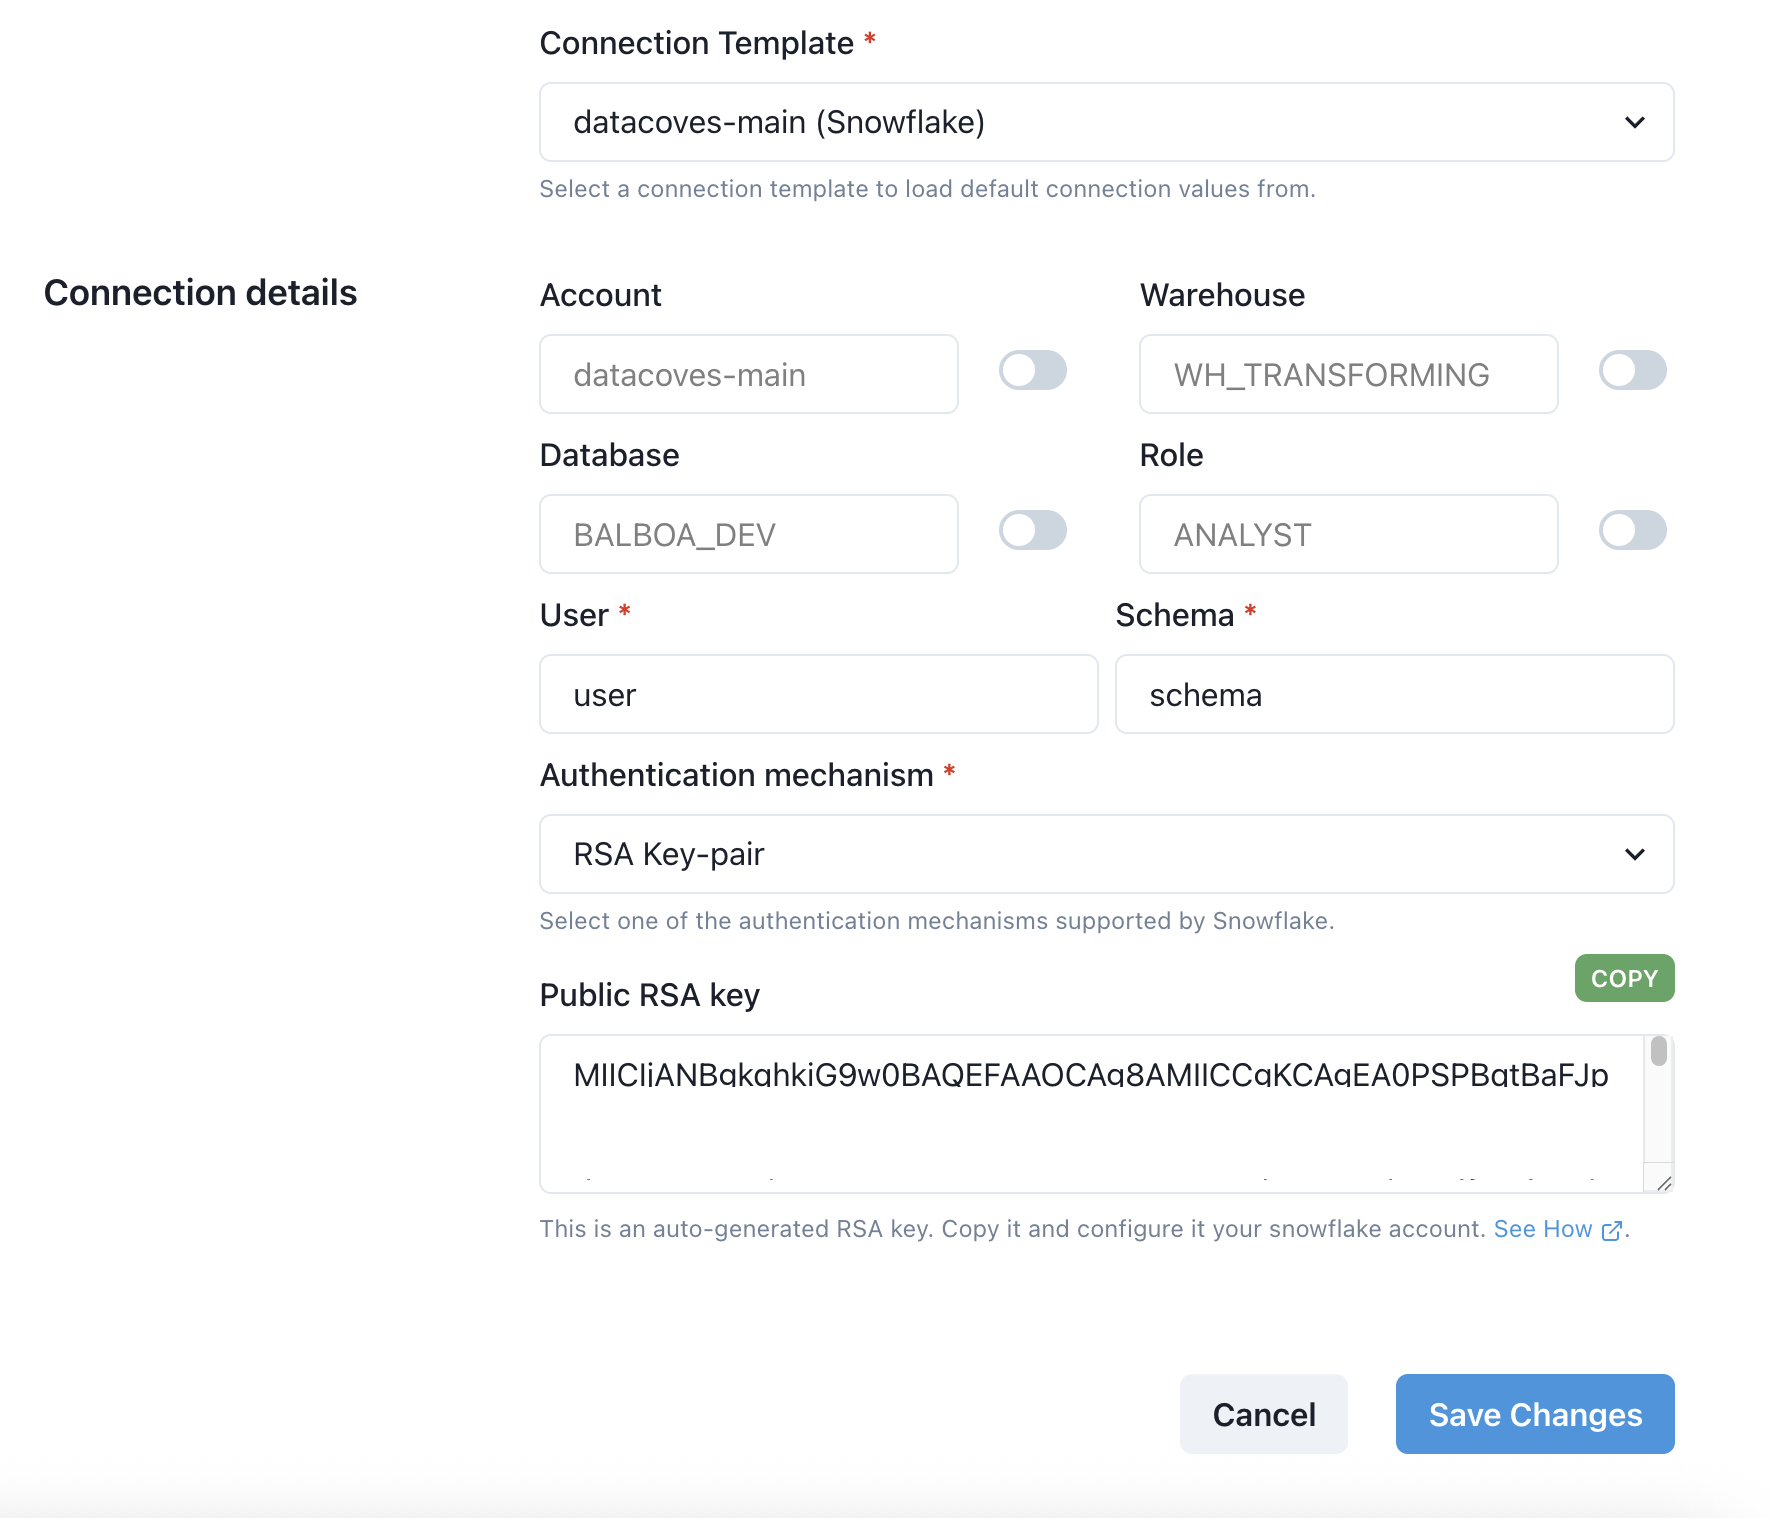 Connection Template *
datacoves-main (Snowflake)
Select a connection template to load default connection values from.
Connection details
Account
Warehouse
datacoves-main
WH_TRANSFORMING
Database
Role
BALBOA_DEV
ANALYST
User *
Schema *
user
schema
Authentication mechanism *
RSA Key-pair
Select one of the authentication mechanisms supported by Snowflake.
COPY
Public RSA key
MIICIjANBgkqhkiG9w0BAQEFAAOCAg8AMIICCgKCAgEA0PSPBqtBaFJp
This is an auto-generated RSA key. Copy it and configure it your snowflake account. See How.
Cancel
Save Changes